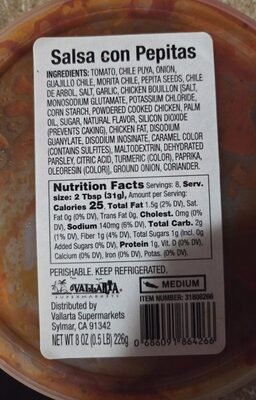 Salsa con Pepitas
INGREDIENTS: TOMATO, CHILE PUYA, ONION,
GUAJILLO CHILE, MORITA CHILE, PEPITA SEEDS, CHILE
DE ARBOL, SALT, GARLIC, CHICKEN BOUILLON [SALT,
MONOSODIUM GLUTAMATE, POTASSIUM CHLORIDE,
CORN STARCH, POWDERED COOKED CHICKEN, PALM
OIL, SUGAR, NATURAL FLAVOR, SILICON DIOXIDE
(PREVENTS CAKING), CHICKEN FAT, DISODIUM
GUANYLATE, DISODIUM INOSINATE, CARAMEL COLOR
(CONTAINS SULFITES), MALTODEXTRIN, DEHYDRATED
PARSLEY, CITRIC ACID, TURMERIC (COLOR), PAPRIKA,
OLEORESIN (COLOR)], GROUND ONION, CORIANDER.
Nutrition Facts Servings: 8, Serv.
size: 2 Tbsp (31g), Amount per Serving:
Calories 25, Total Fat 1.5g (2% DV), Sat.
Fat 0g (0% DV), Trans Fat 0g, Cholest. 0mg (0%
DV), Sodium 140mg (6% DV), Total Carb. 2g
(1% DV), Fiber 1g (4% DV), Total Sugars 1g (Incl. 0g
Added Sugars 0% DV), Protein 1g, Vit. D (0% DV),
Calcium (0% DV), Iron (0% DV), Potas. (0% DV).
PERISHABLE. KEEP REFRIGERATED.
VALLARTA
SUPERMARKETS
MEDIUM
ITEM NUMBER: 31808266
Distributed by
Vallarta Supermarkets
Sylmar, CA 91342
NET WT 8 OZ (0.5 LB) 226g
0 68609 1 86426 6